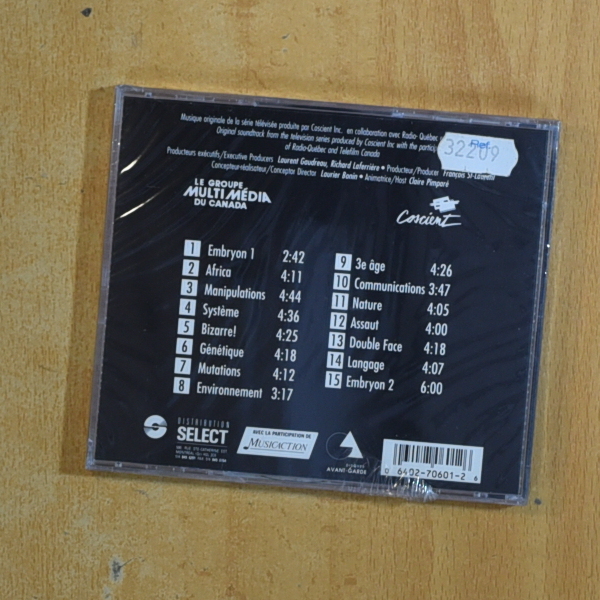 Musique originale de la série télévisée produite par Coscient Inc. en collaboration avec Radio-Québec
Original soundtrack from the television series produced by Coscient Inc with the partici
of Radio-Québec and Telefilm Canada
Ref.
32209
Producteurs exécutifs/Executive Producers Laurent Gaudreau, Richard Laferrière • Producteur/Producer François St-Laurent
Concepteur-réalisateur/Conceptor Director Laurier Bonin • Animatrice/Host Claire Pimparé
LE GROUPE
MULTIMÉDIA
DU CANADA
Coscient
1 Embryon 1 2:42
2 Africa 4:11
3 Manipulations 4:44
4 Système 4:36
5 Bizarre! 4:25
6 Génétique 4:18
7 Mutations 4:12
8 Environnement 3:17
9 3e âge 4:26
10 Communications 3:47
11 Nature 4:05
12 Assaut 4:00
13 Double Face 4:18
14 Langage 4:07
15 Embryon 2 6:00
DISTRIBUTION
SELECT
AVEC LA PARTICIPATION DE
MUSICACTION
AVANT-GARDE
0 6402-70601-2 6